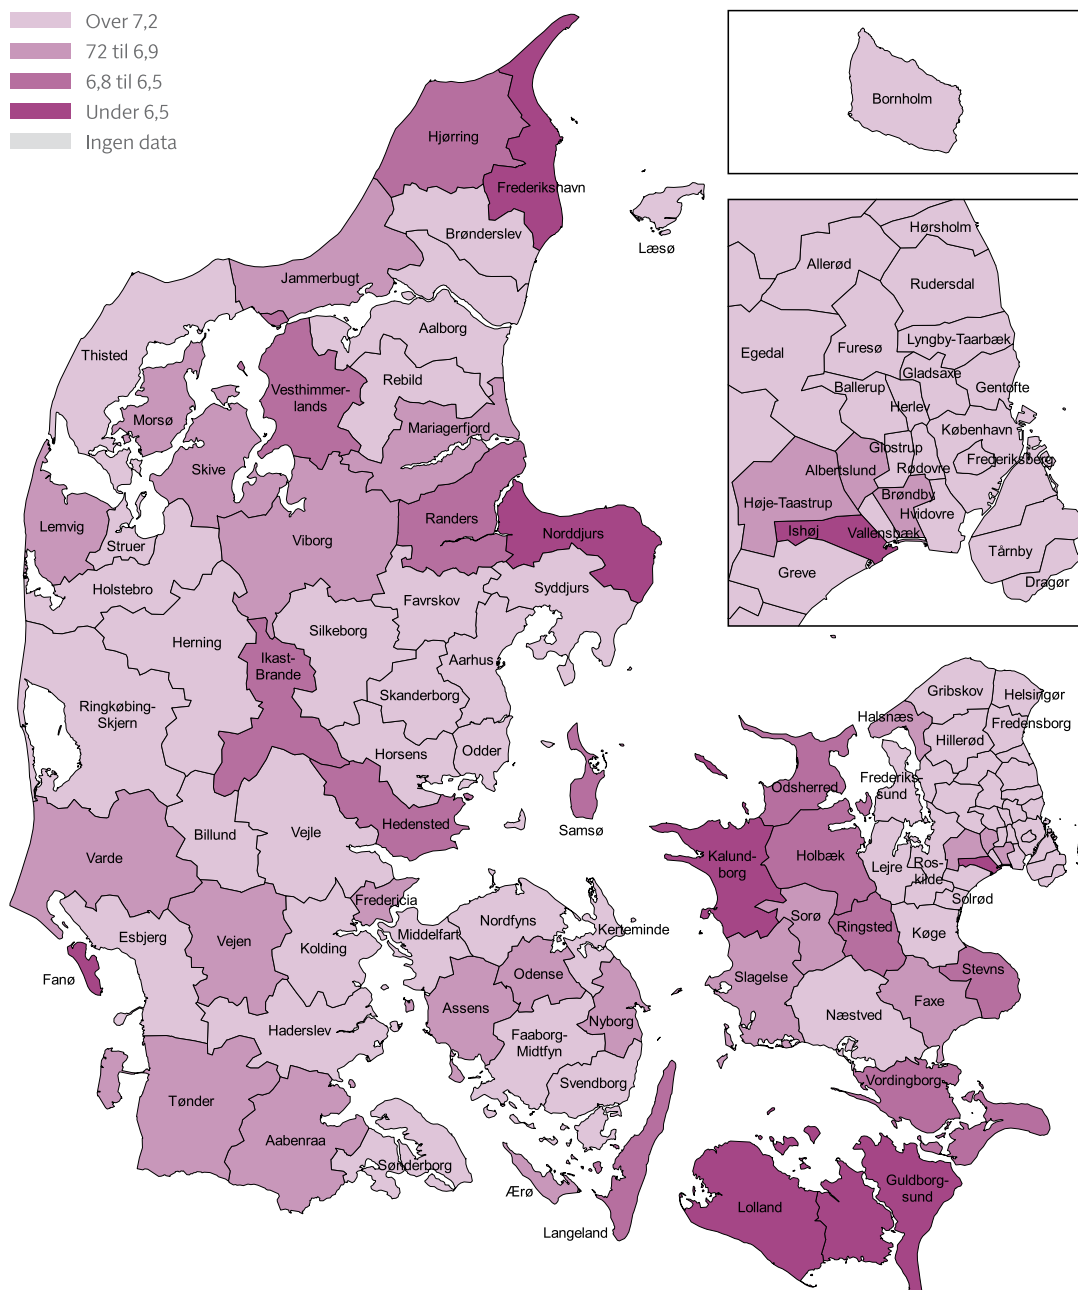 Over 7,2
72 til 6,9
6,8 til 6,5
Under 6,5
Ingen data
Bornholm
Hjørring
Frederikshavn
Brønderslev
Læsø
Jammerbugt
Aalborg
Thisted
Rebild
Vesthimmer-
lands
Morsø
Mariagerfjord
Skive
Lemvig
Struer
Viborg
Randers
Norddjurs
Holstebro
Favrskov
Syddjurs
Herning
Silkeborg
Ikast-
Brande
Aarhus
Skanderborg
Ringkøbing-
Skjern
Horsens
Odder
Hedensted
Samsø
Billund
Vejle
Varde
Fredericia
Esbjerg
Vejen
Kolding
Middelfart
Nordfyns
Kerteminde
Fanø
Odense
Assens
Nyborg
Haderslev
Faaborg-
Midtfyn
Svendborg
Tønder
Aabenraa
Sønderborg
Ærø
Langeland
Hørsholm
Allerød
Rudersdal
Egedal
Furesø
Lyngby-Taarbæk
Gladsaxe
Ballerup
Gentofte
Herlev
København
Glostrup
Frederiksberg
Albertslund
Rødovre
Høje-Taastrup
Brøndby
Hvidovre
Ishøj
Vallensbæk
Tårnby
Greve
Dragør
Gribskov
Helsingør
Halsnæs
Fredensborg
Hillerød
Frederiks-
sund
Odsherred
Kalund-
borg
Holbæk
Lejre
Ros-
kilde
Solrød
Sorø
Ringsted
Køge
Slagelse
Stevns
Næstved
Faxe
Vordingborg
Guldborg-
sund
Lolland